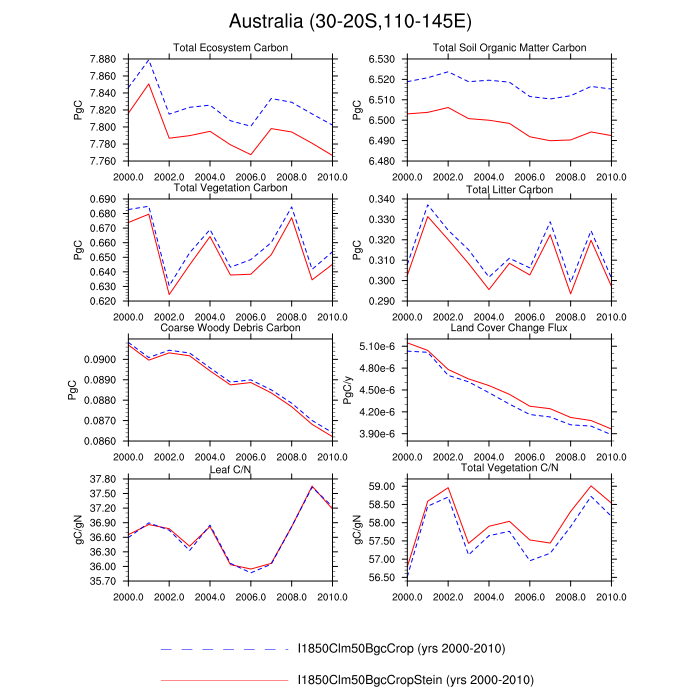 Australia (30-20S,110-145E)
Total Ecosystem Carbon
7.880
7.860
7.840
7.820
7.800
7.780
7.760
PgC
2000.0 2002.0 2004.0 2006.0 2008.0 2010.0
Total Soil Organic Matter Carbon
6.530
6.520
6.510
6.500
6.490
6.480
PgC
2000.0 2002.0 2004.0 2006.0 2008.0 2010.0
Total Vegetation Carbon
0.690
0.680
0.670
0.660
0.650
0.640
0.630
0.620
PgC
2000.0 2002.0 2004.0 2006.0 2008.0 2010.0
Total Litter Carbon
0.340
0.330
0.320
0.310
0.300
0.290
PgC
2000.0 2002.0 2004.0 2006.0 2008.0 2010.0
Coarse Woody Debris Carbon
0.0900
0.0890
0.0880
0.0870
0.0860
PgC
2000.0 2002.0 2004.0 2006.0 2008.0 2010.0
Land Cover Change Flux
5.10e-6
4.80e-6
4.50e-6
4.20e-6
3.90e-6
PgC/y
2000.0 2002.0 2004.0 2006.0 2008.0 2010.0
Leaf C/N
37.80
37.50
37.20
36.90
36.60
36.30
36.00
35.70
gC/gN
2000.0 2002.0 2004.0 2006.0 2008.0 2010.0
Total Vegetation C/N
59.00
58.50
58.00
57.50
57.00
56.50
gC/gN
2000.0 2002.0 2004.0 2006.0 2008.0 2010.0
I1850Clm50BgcCrop (yrs 2000-2010)
I1850Clm50BgcCropStein (yrs 2000-2010)